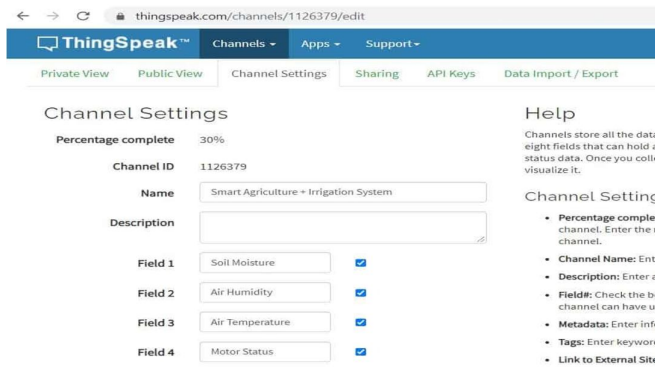 thingspeak.com/channels/1126379/edit
ThingSpeak™ Channels Apps Support
Private View Public View Channel Settings Sharing API Keys Data Import / Export
Channel Settings
Percentage complete 30%
Channel ID 1126379
Name Smart Agriculture + Irrigation System
Description
Field 1 Soil Moisture
Field 2 Air Humidity
Field 3 Air Temperature
Field 4 Motor Status
Help
Channels store all the data
eight fields that can hold a
status data. Once you coll
visualize it.
Channel Setting
• Percentage comple
channel. Enter the
channel.
• Channel Name: Ent
• Description: Enter a
• Field#: Check the b
channel can have u
• Metadata: Enter inf
• Tags: Enter keywor
• Link to External Site